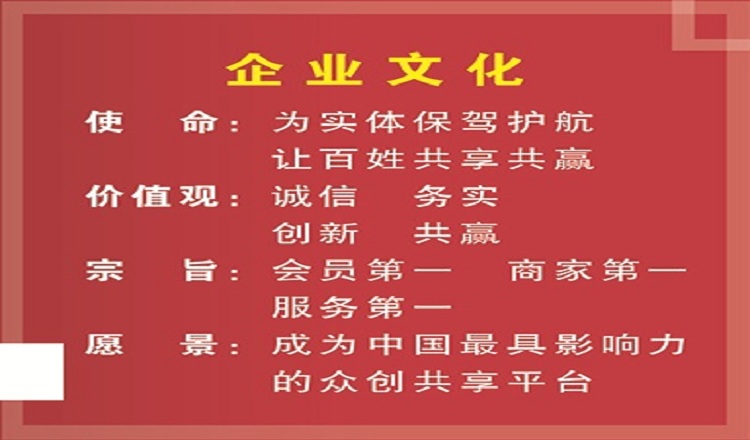 企业文化
使 命：为实体保驾护航
让百姓共享共赢
价值观：诚信 务实
创新 共赢
宗 旨：会员第一 商家第一
服务第一
愿 景：成为中国最具影响力
的众创共享平台